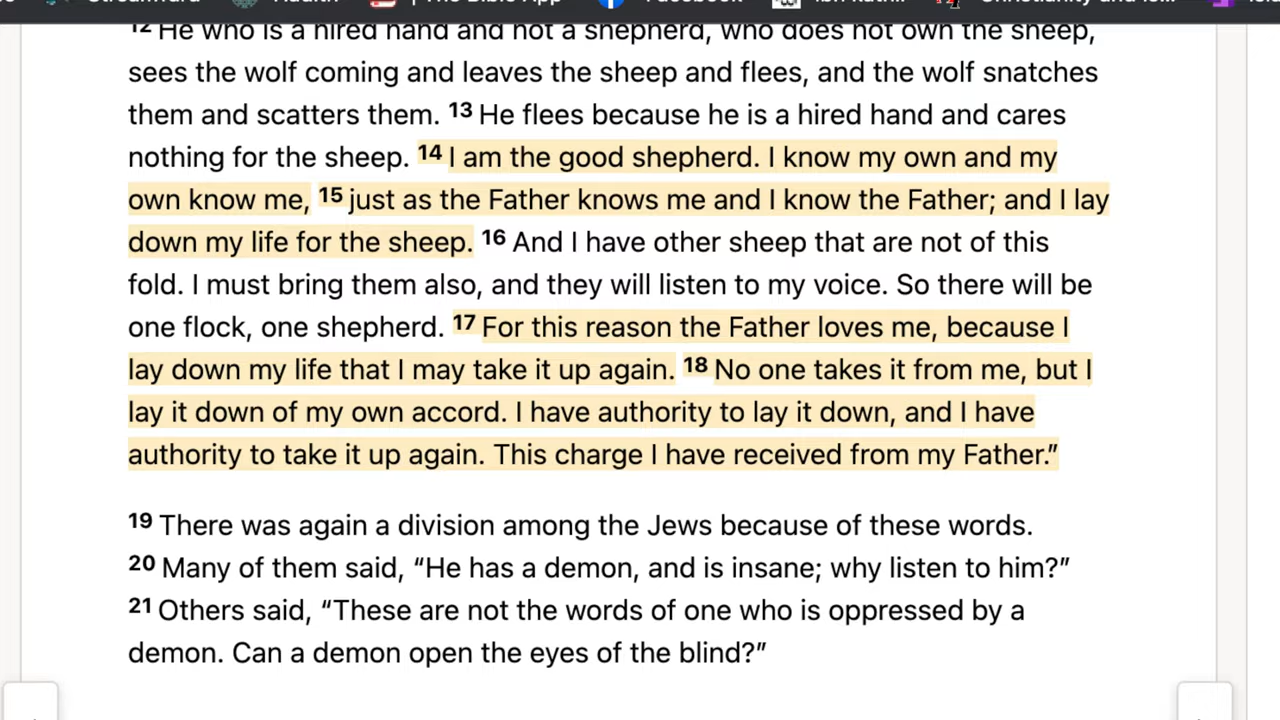 The Bible App
Facebook
12 He who is a hired hand and not a shepherd, who does not own the sheep,
sees the wolf coming and leaves the sheep and flees, and the wolf snatches
them and scatters them. 13 He flees because he is a hired hand and cares
nothing for the sheep. 14 I am the good shepherd. I know my own and my
own know me, 15 just as the Father knows me and I know the Father; and I lay
down my life for the sheep. 16 And I have other sheep that are not of this
fold. I must bring them also, and they will listen to my voice. So there will be
one flock, one shepherd. 17 For this reason the Father loves me, because I
lay down my life that I may take it up again. 18 No one takes it from me, but I
lay it down of my own accord. I have authority to lay it down, and I have
authority to take it up again. This charge I have received from my Father.”
19 There was again a division among the Jews because of these words.
20 Many of them said, “He has a demon, and is insane; why listen to him?”
21 Others said, “These are not the words of one who is oppressed by a
demon. Can a demon open the eyes of the blind?”